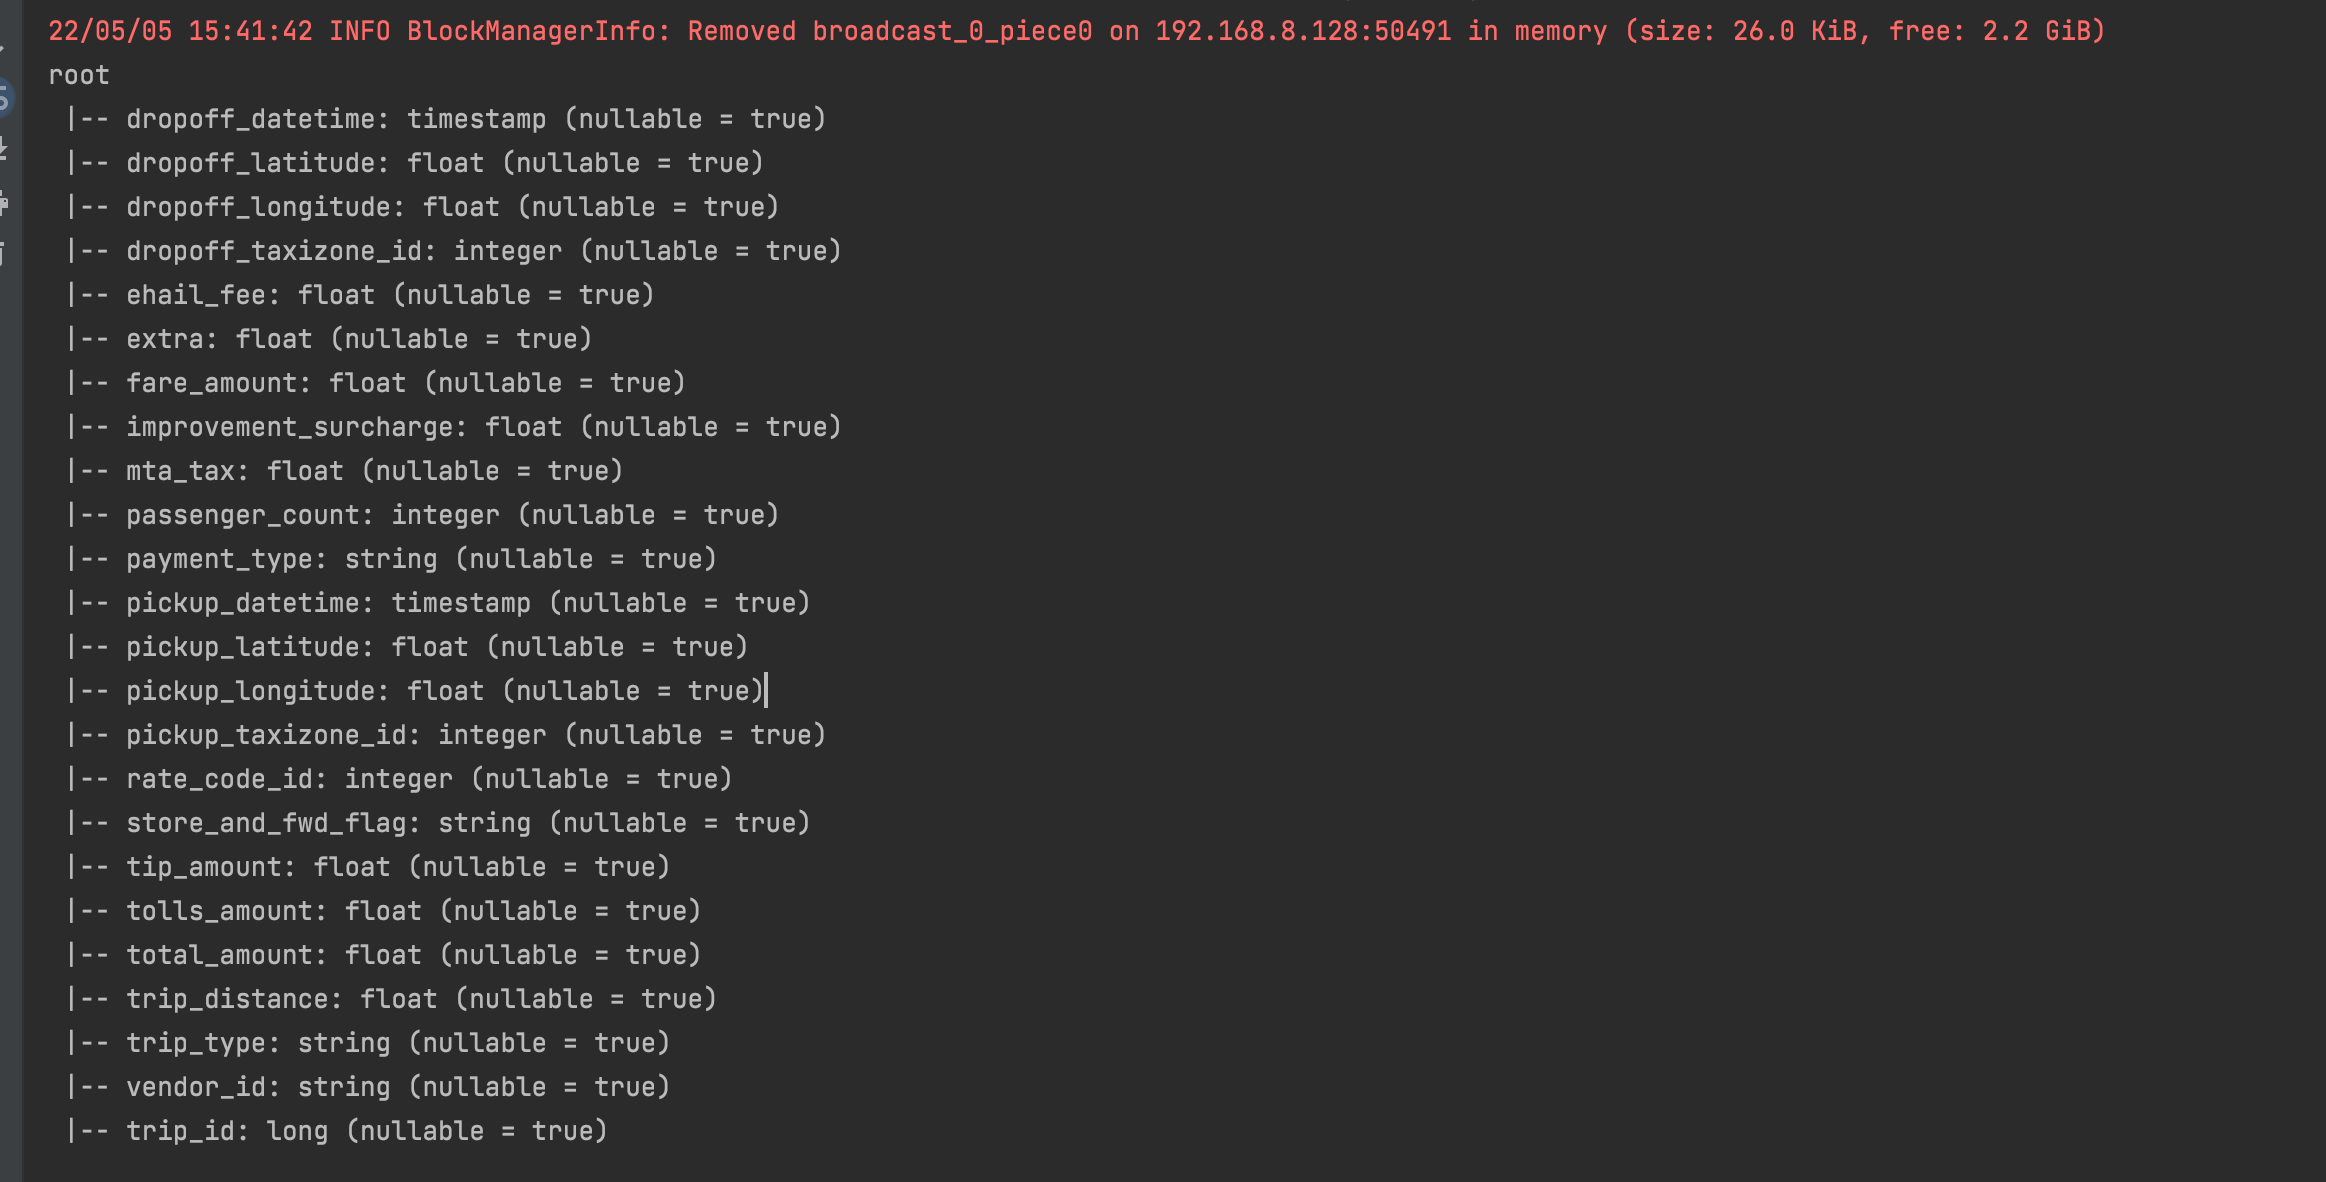 22/05/05 15:41:42 INFO BlockManagerInfo: Removed broadcast_0_piece0 on 192.168.8.128:50491 in memory (size: 26.0 KiB, free: 2.2 GiB)
root
 |-- dropoff_datetime: timestamp (nullable = true)
 |-- dropoff_latitude: float (nullable = true)
 |-- dropoff_longitude: float (nullable = true)
 |-- dropoff_taxizone_id: integer (nullable = true)
 |-- ehail_fee: float (nullable = true)
 |-- extra: float (nullable = true)
 |-- fare_amount: float (nullable = true)
 |-- improvement_surcharge: float (nullable = true)
 |-- mta_tax: float (nullable = true)
 |-- passenger_count: integer (nullable = true)
 |-- payment_type: string (nullable = true)
 |-- pickup_datetime: timestamp (nullable = true)
 |-- pickup_latitude: float (nullable = true)
 |-- pickup_longitude: float (nullable = true)
 |-- pickup_taxizone_id: integer (nullable = true)
 |-- rate_code_id: integer (nullable = true)
 |-- store_and_fwd_flag: string (nullable = true)
 |-- tip_amount: float (nullable = true)
 |-- tolls_amount: float (nullable = true)
 |-- total_amount: float (nullable = true)
 |-- trip_distance: float (nullable = true)
 |-- trip_type: string (nullable = true)
 |-- vendor_id: string (nullable = true)
 |-- trip_id: long (nullable = true)